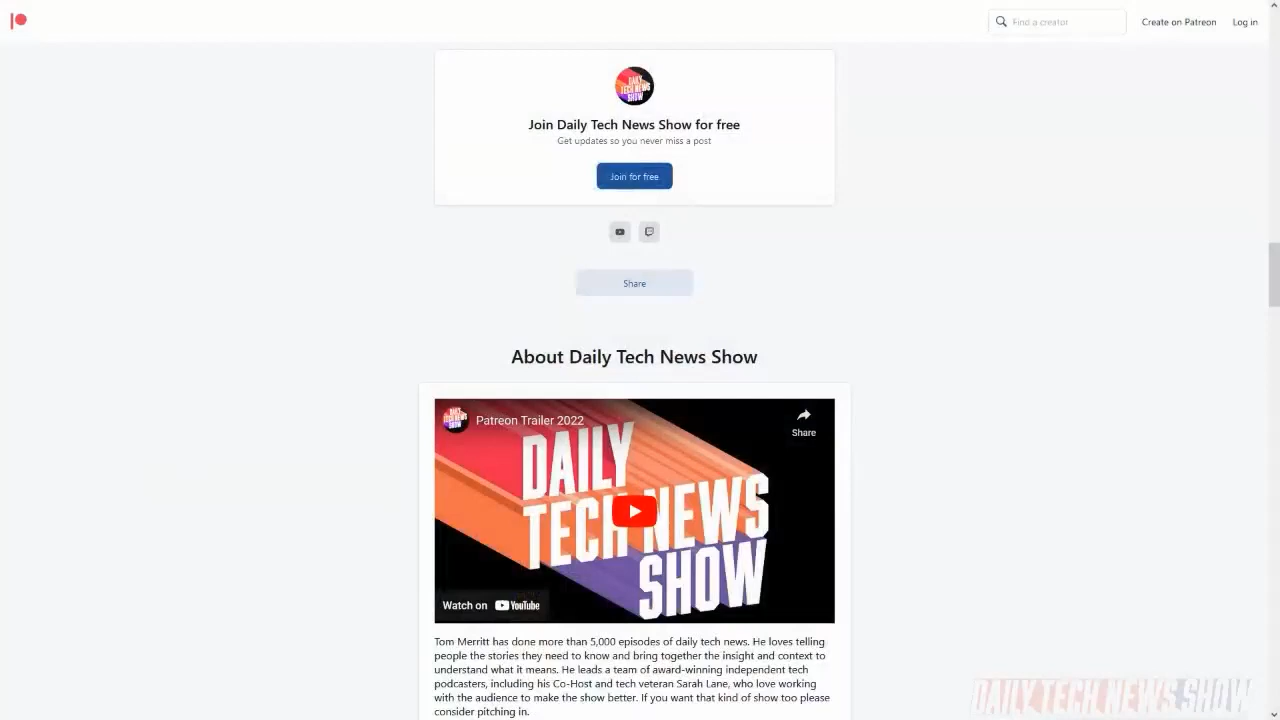 Find a creator
Create on Patreon
Log in
DAILY
TECH NEWS
SHOW
Join Daily Tech News Show for free
Get updates so you never miss a post
Join for free
Share
About Daily Tech News Show
DAILY
TECH NEWS
SHOW
Patreon Trailer 2022
Share
DAILY
TECH NEWS
SHOW
Watch on YouTube
Tom Merritt has done more than 5,000 episodes of daily tech news. He loves telling
people the stories they need to know and bring together the insight and context to
understand what it means. He leads a team of award-winning independent tech
podcasters, including his Co-Host and tech veteran Sarah Lane, who love working
with the audience to make the show better. If you want that kind of show too please
consider pitching in.
DAILY TECH NEWS SHOW